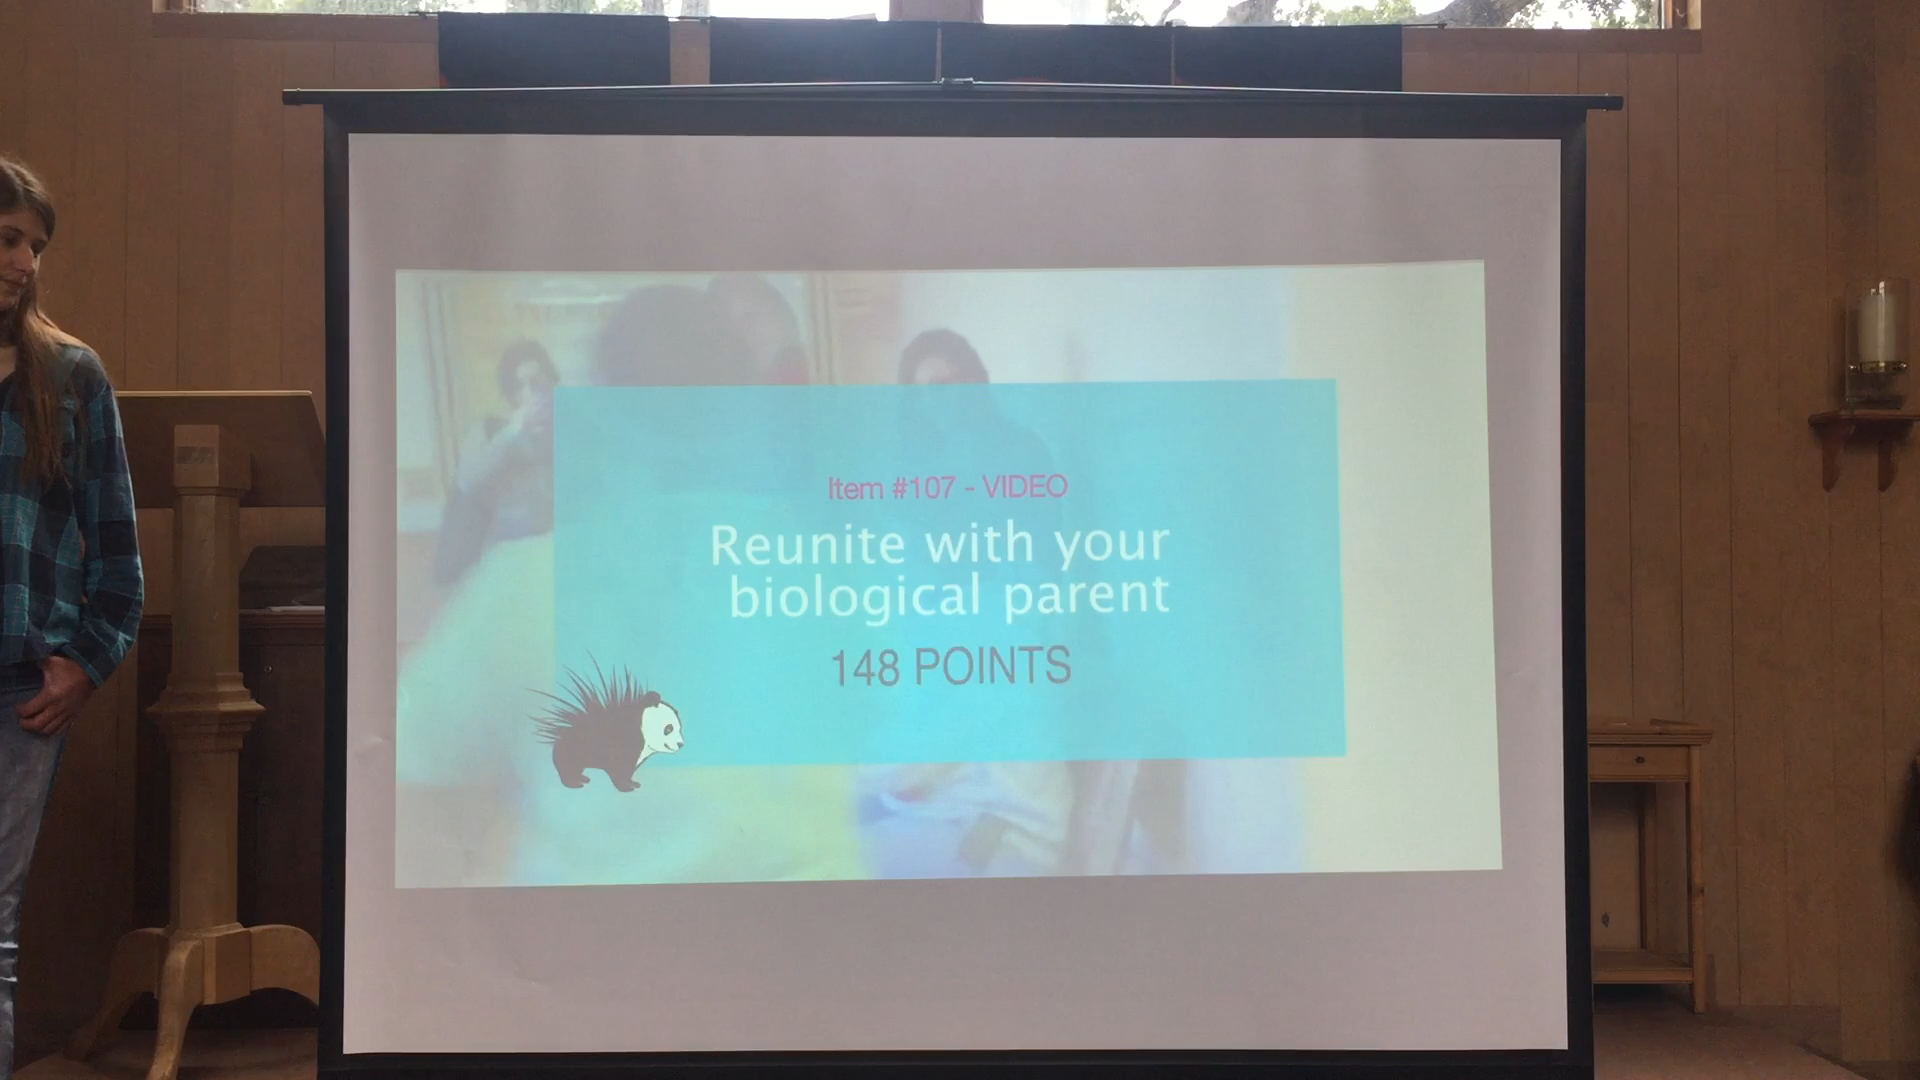 Item #107 - VIDEO
Reunite with your
biological parent
148 POINTS